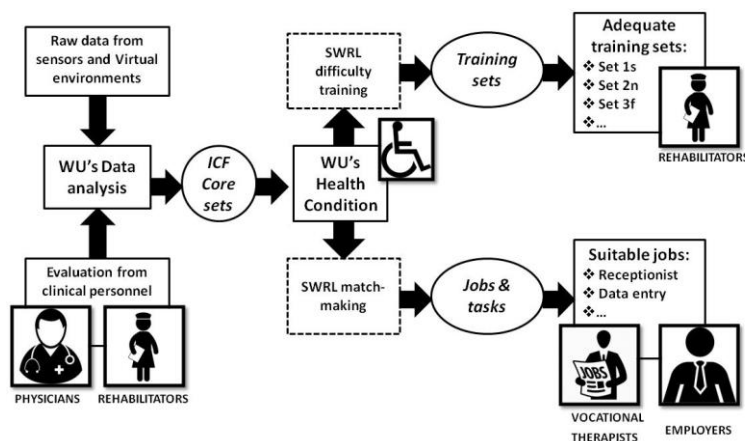 Raw data from
sensors and Virtual
environments
WU's Data
analysis
Evaluation from
clinical personnel
PHYSICIANS
REHABILITATORS
ICF
Core
sets
WU's
Health
Condition
SWRL
difficulty
training
Training
sets
Adequate
training sets:
❖ Set 1s
❖ Set 2n
❖ Set 3f
❖ ...
REHABILITATORS
SWRL match-
making
Jobs &
tasks
Suitable jobs:
❖ Receptionist
❖ Data entry
❖ ...
JOBS
VOCATIONAL
THERAPISTS
EMPLOYERS